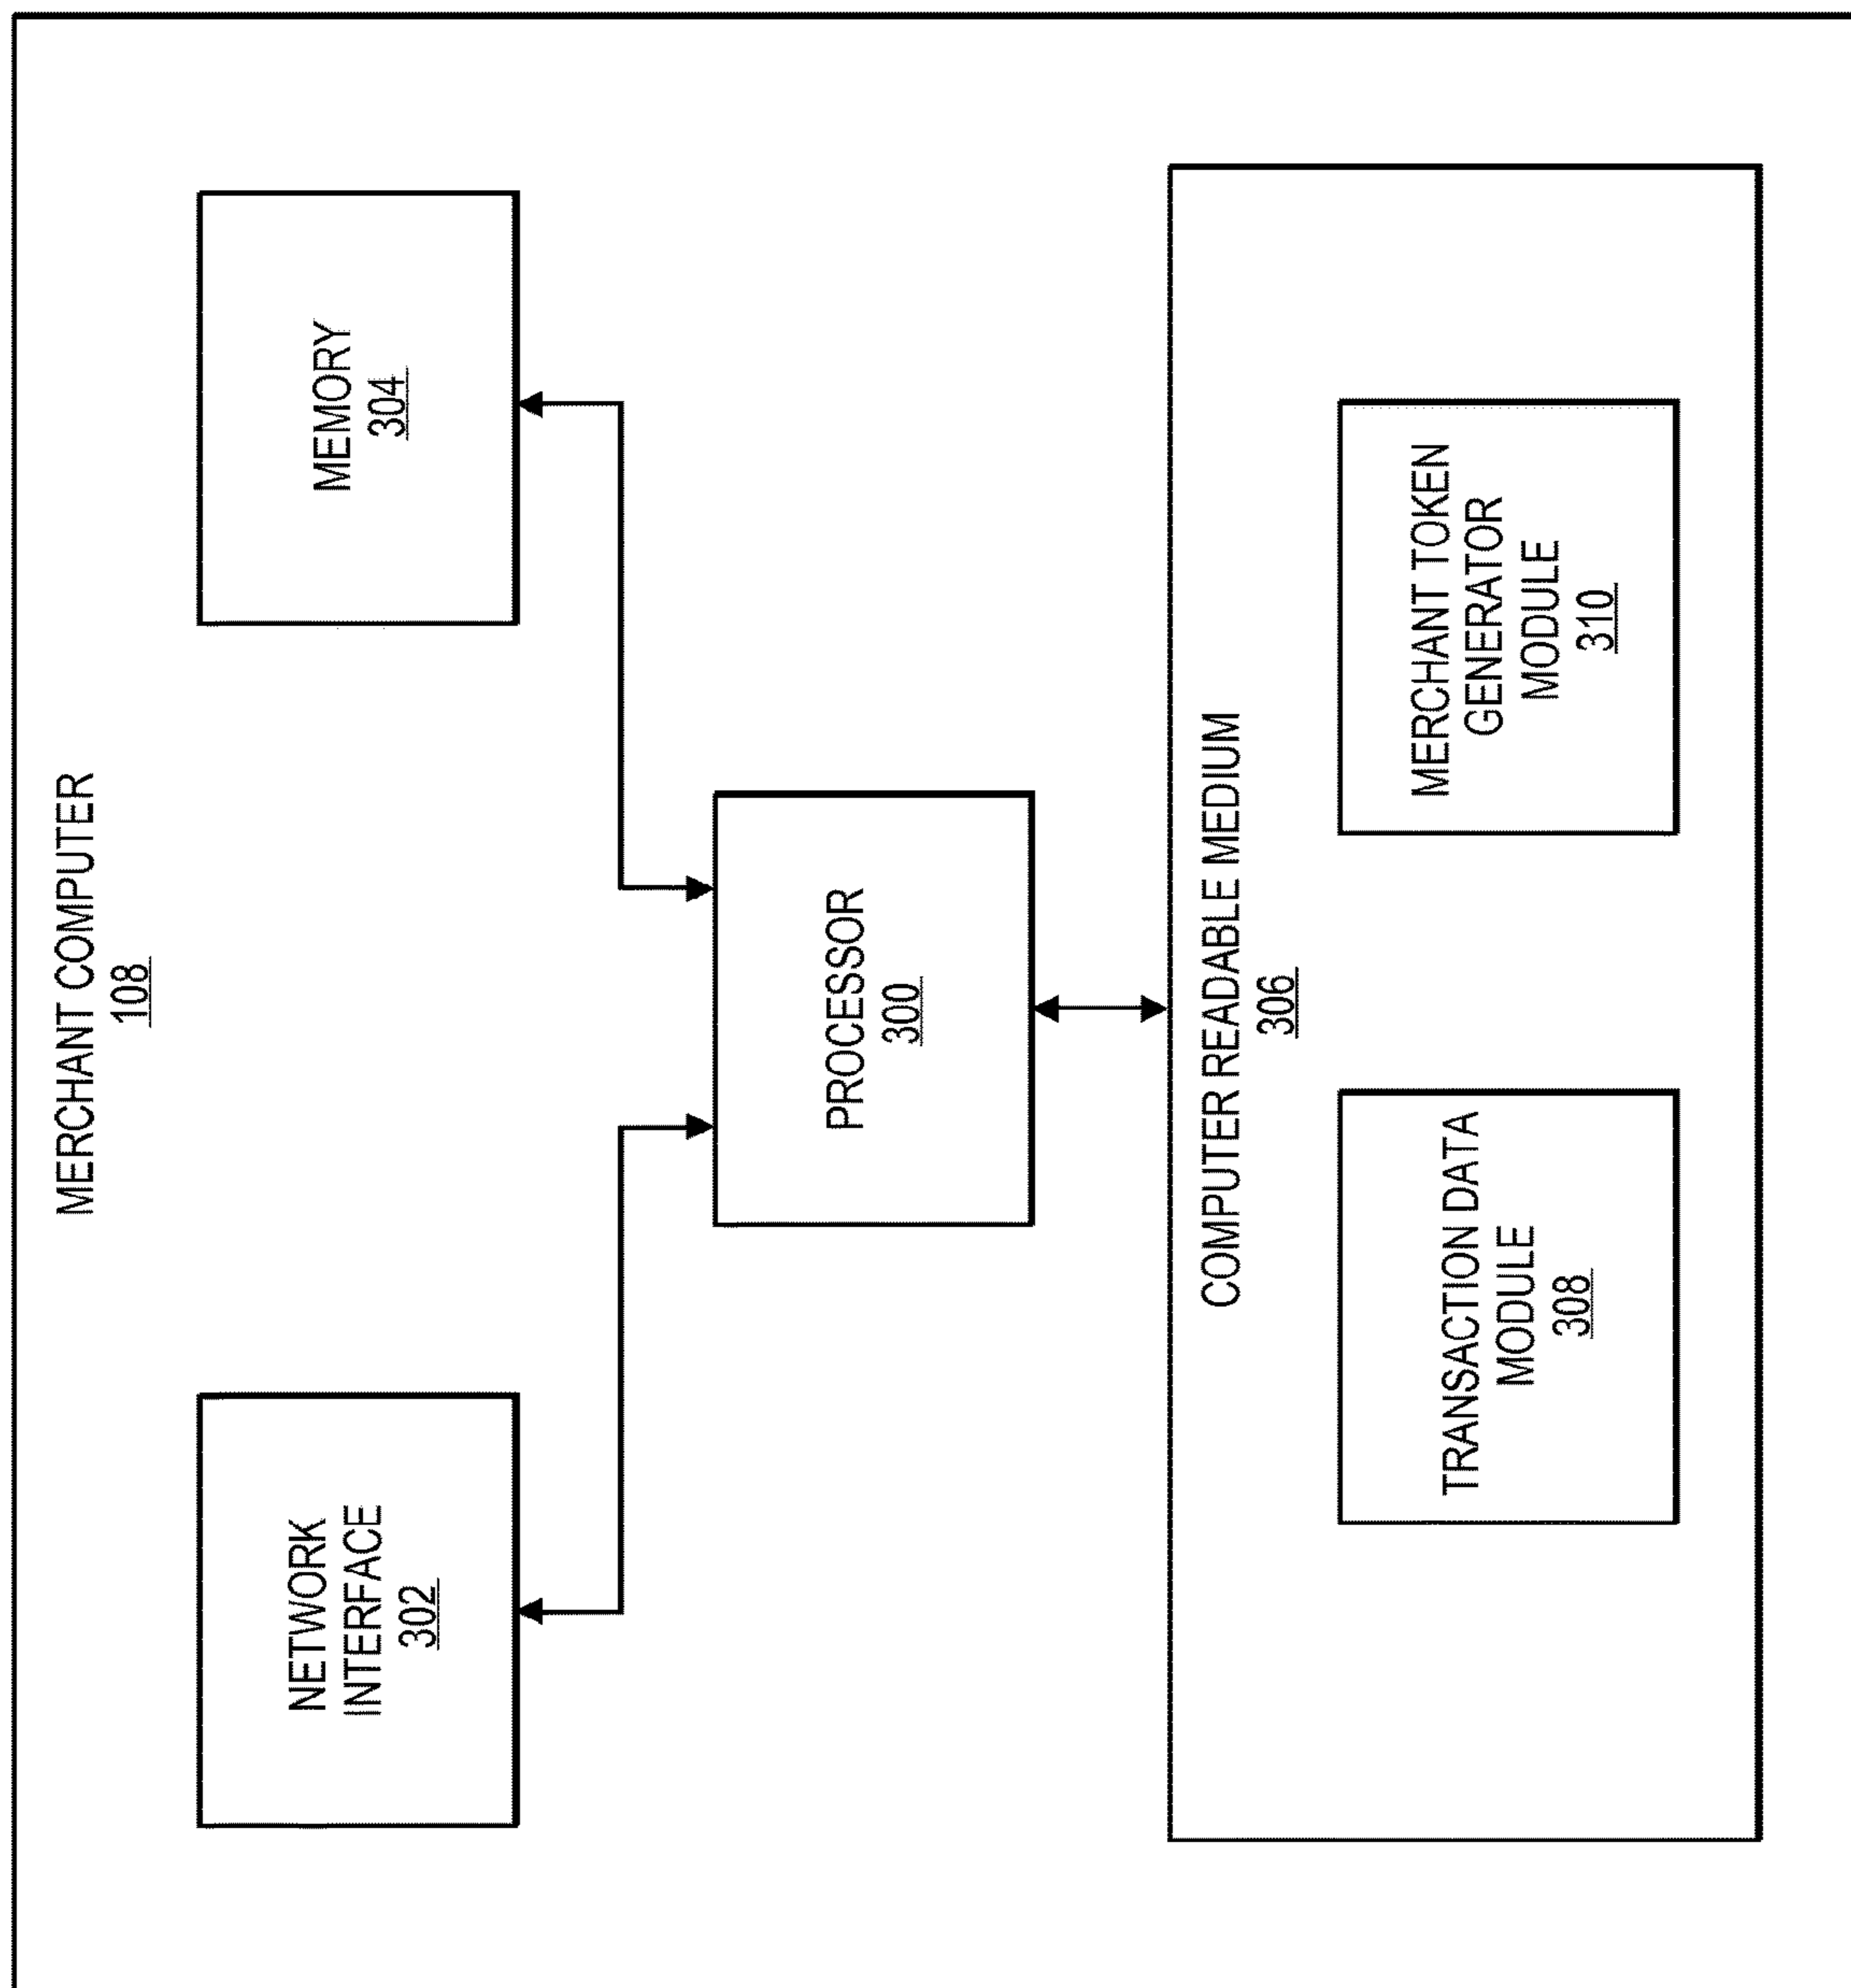 MERCHANT COMPUTER
108
NETWORK
INTERFACE
302
MEMORY
304
PROCESSOR
300
COMPUTER READABLE MEDIUM
306
TRANSACTION DATA
MODULE
308
MERCHANT TOKEN
GENERATOR
MODULE
310